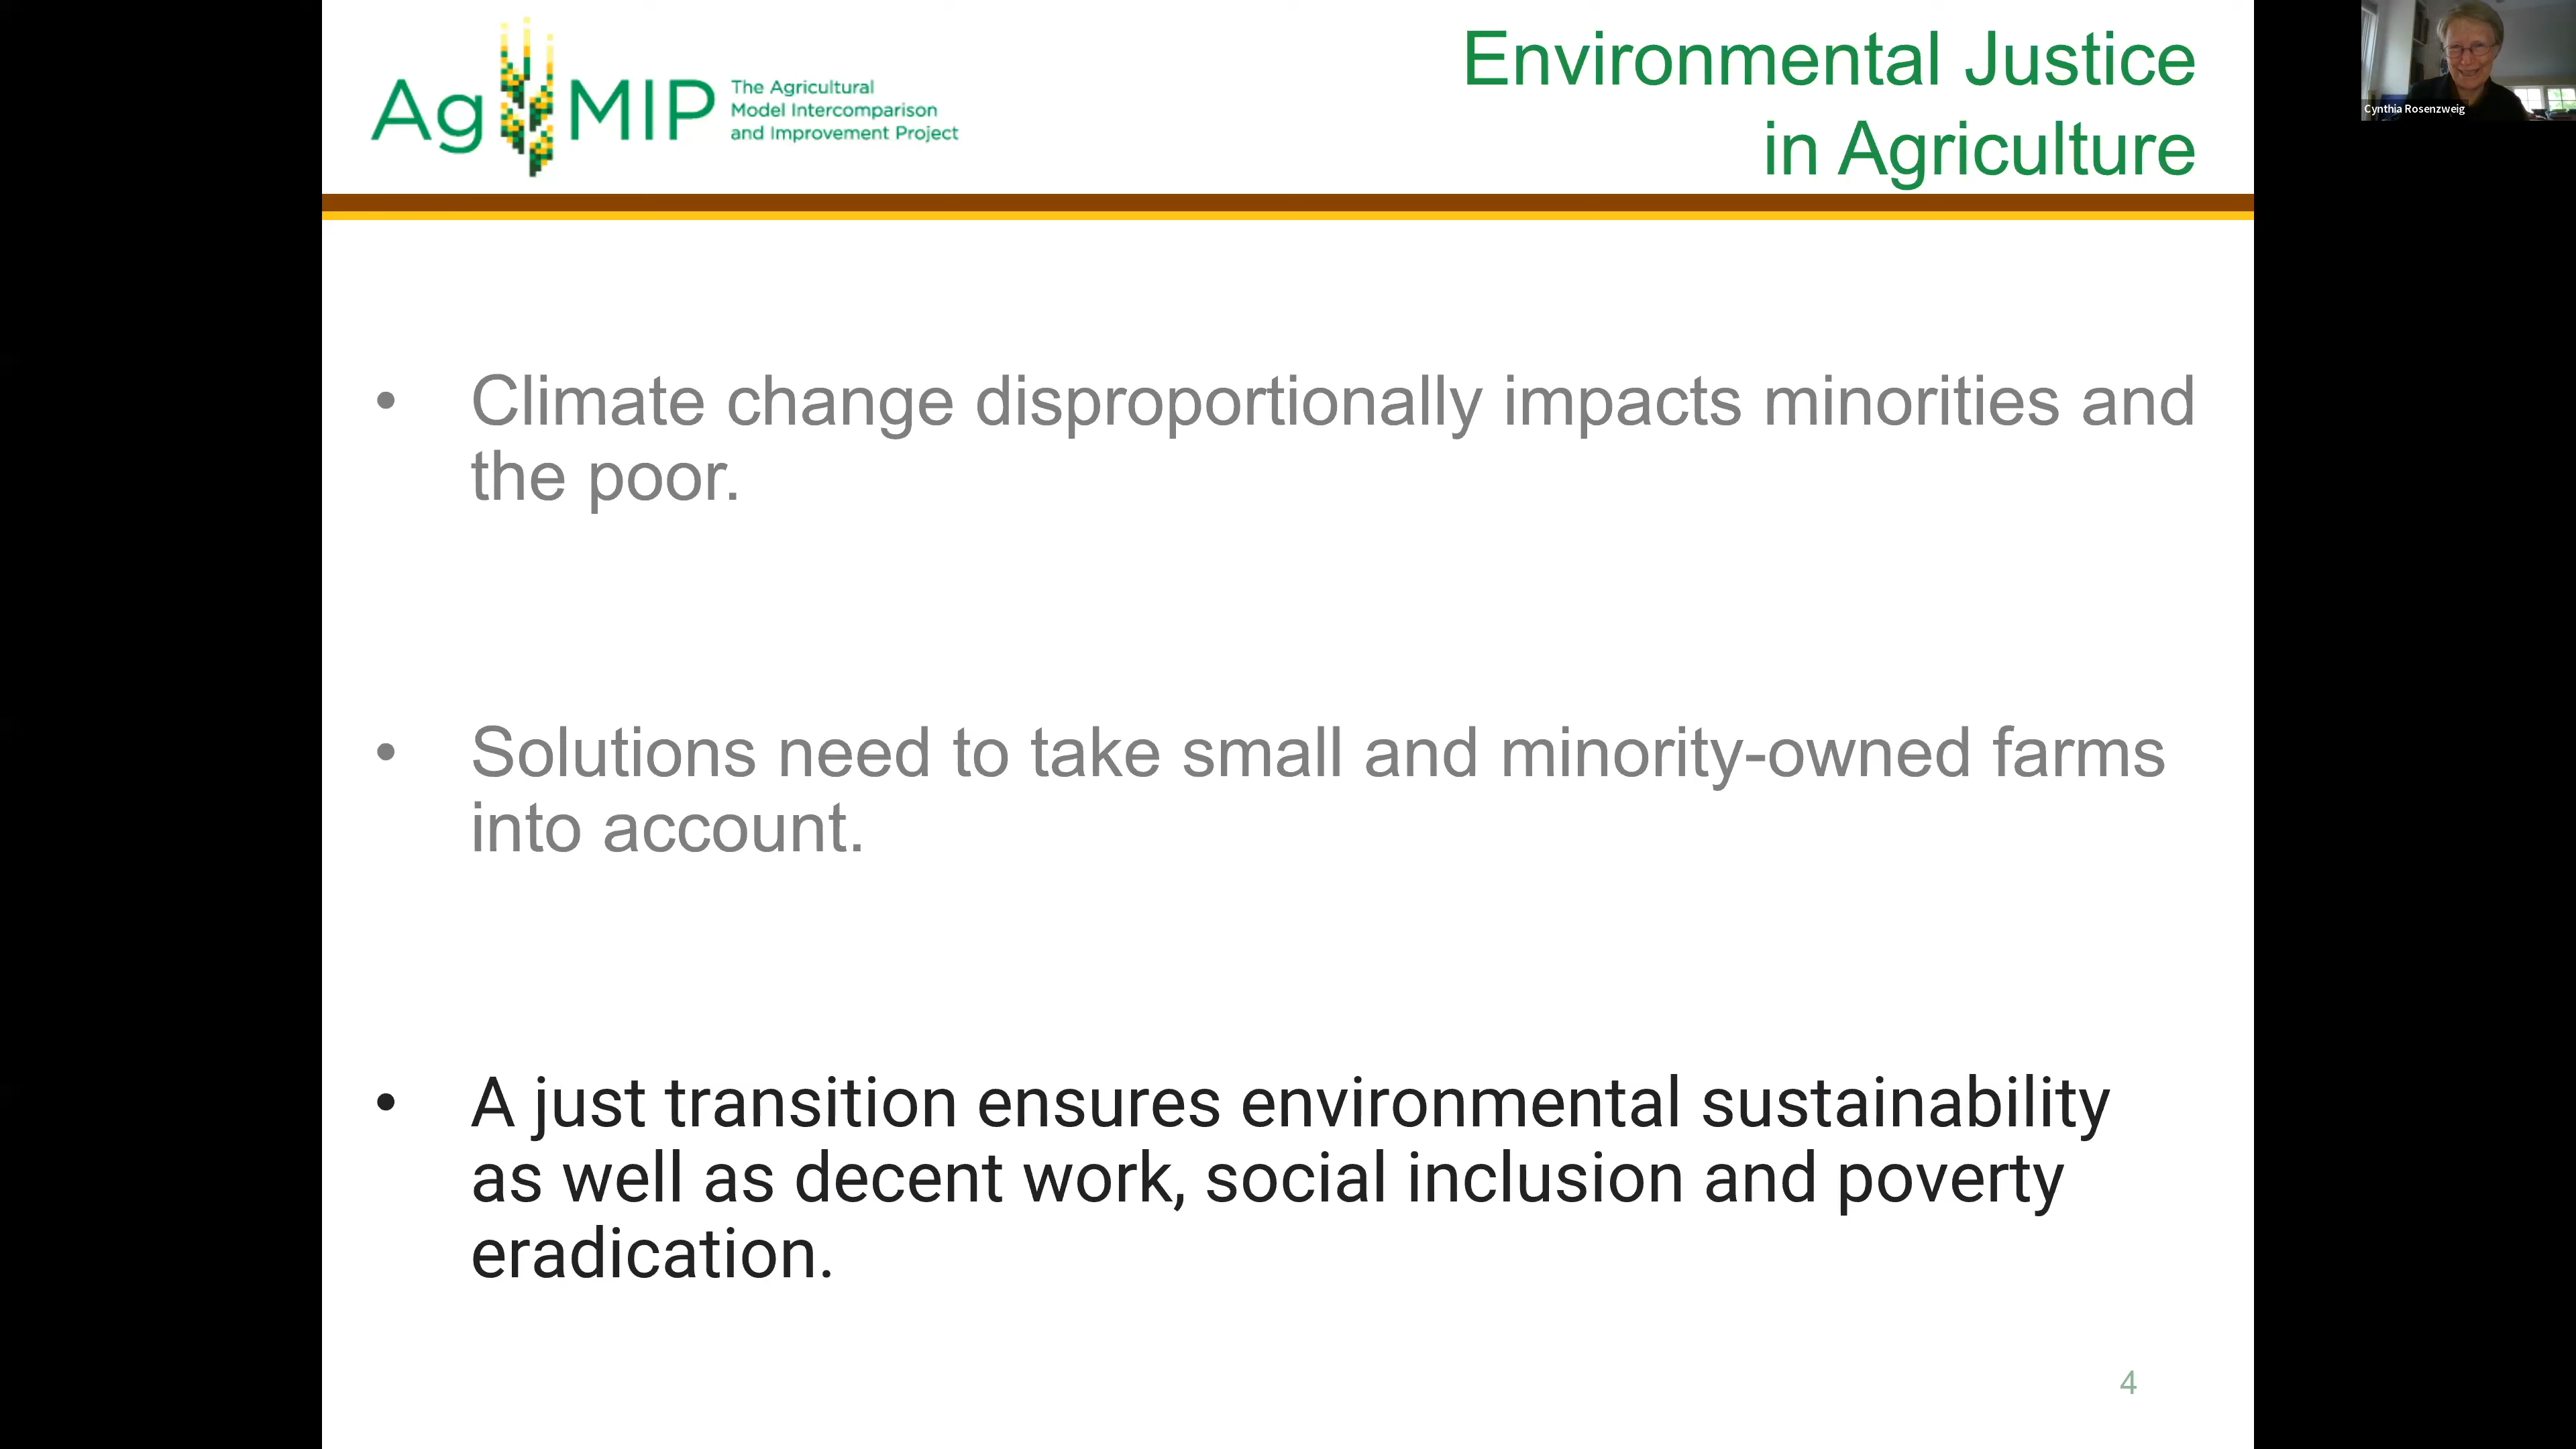 Ag MIP
The Agricultural
Model Intercomparison
and Improvement Project
Environmental Justice
in Agriculture
Cynthia Rosenzweig
• Climate change disproportionally impacts minorities and
the poor.
• Solutions need to take small and minority-owned farms
into account.
• A just transition ensures environmental sustainability
as well as decent work, social inclusion and poverty
eradication.
4